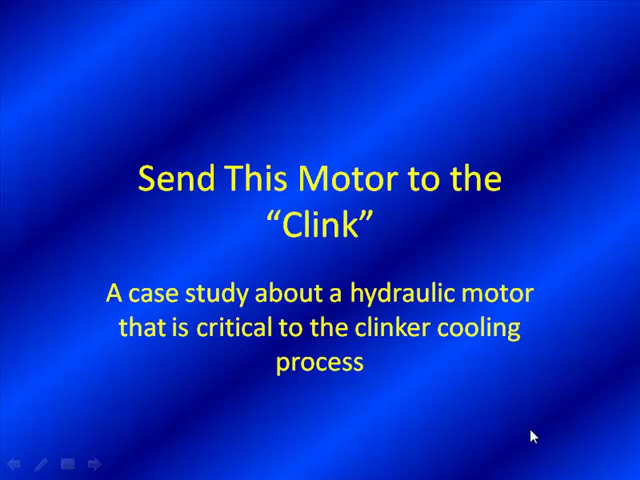 Send This Motor to the
“Clink”
A case study about a hydraulic motor
that is critical to the clinker cooling
process